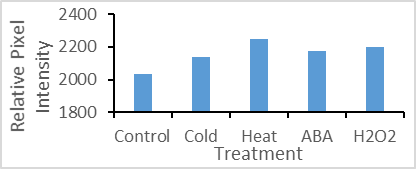 Relative Pixel
Intensity
2400
2200
2000
1800
Control Cold Heat ABA H2O2
Treatment